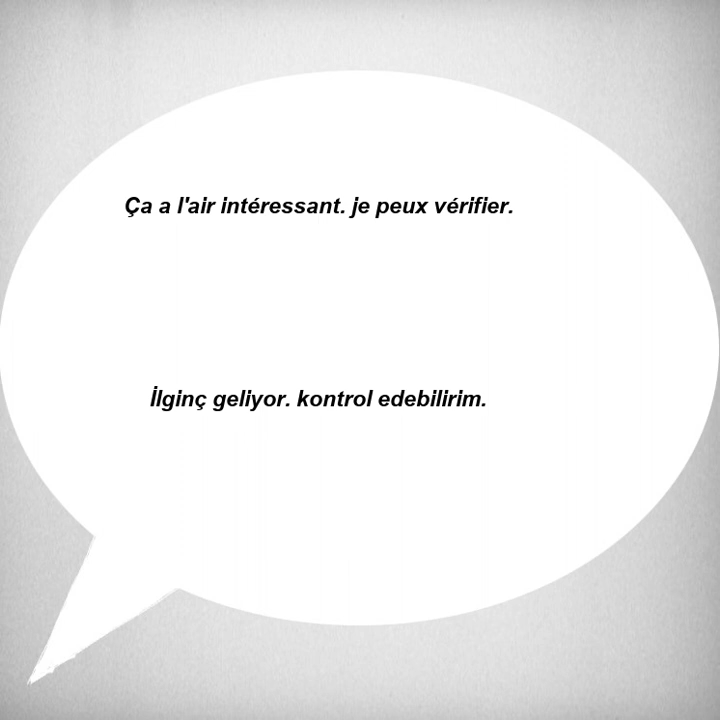 Ça a l'air intéressant. je peux vérifier.
İlginç geliyor. kontrol edebilirim.